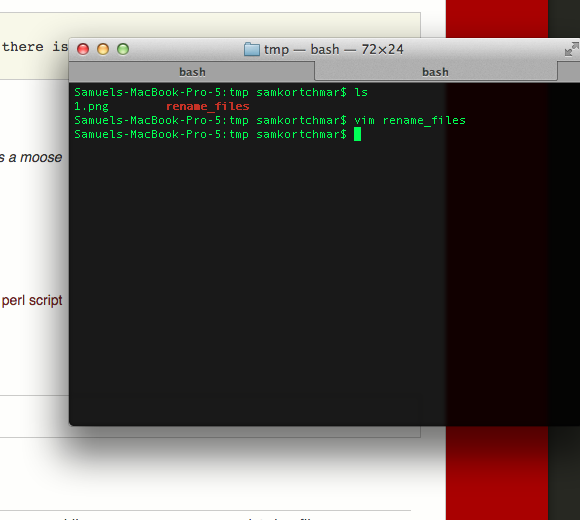 there is
tmp — bash — 72×24
bash bash
Samuels-MacBook-Pro-5:tmp samkortchmar$ ls
1.png rename_files
Samuels-MacBook-Pro-5:tmp samkortchmar$ vim rename_files
Samuels-MacBook-Pro-5:tmp samkortchmar$
s a moose
perl script